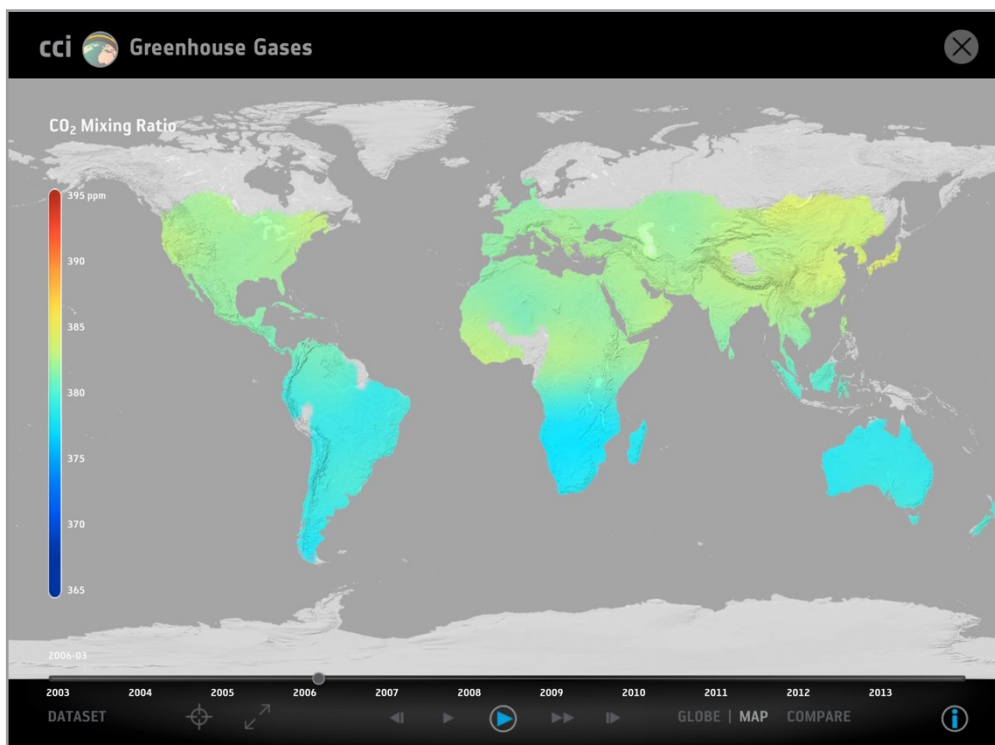 cci Greenhouse Gases
CO₂ Mixing Ratio
395 ppm
390
385
380
375
370
365
2006-03
2003 2004 2005 2006 2007 2008 2009 2010 2011 2012 2013
DATASET GLOBE | MAP COMPARE